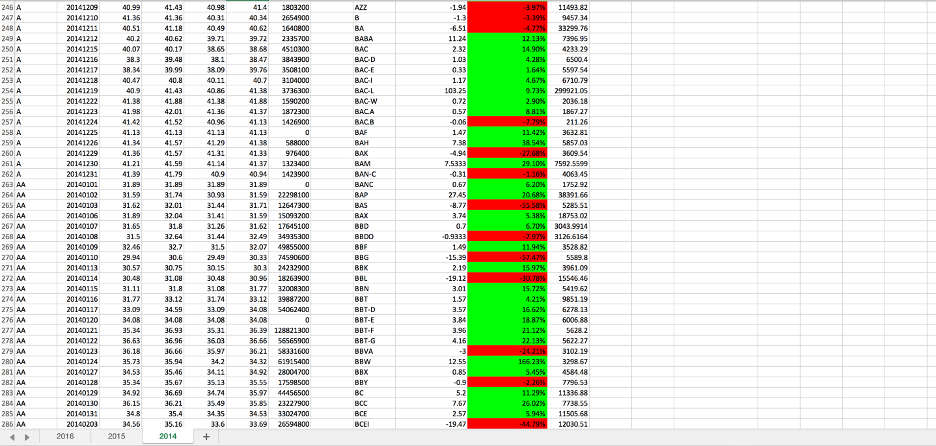 246 A 20141209 40.99 41.43 40.98 41.4 1803200 AZZ -1.94 -3.97% 11493.82
247 A 20141210 41.36 41.36 40.31 40.34 2654900 B -1.3 -3.39% 9457.34
248 A 20141211 40.51 41.18 40.49 40.62 1640800 BA -6.51 -4.77% 33299.76
249 A 20141212 40.2 40.62 39.71 39.72 2335700 BABA 11.24 12.13% 7396.95
250 A 20141215 40.07 40.17 38.65 38.68 4510300 BAC 2.32 14.90% 4233.29
251 A 20141216 38.3 39.48 38.1 38.47 3843900 BAC-D 1.03 4.28% 6500.4
252 A 20141217 38.34 39.99 38.09 39.76 3508100 BAC-E 0.33 1.64% 5597.54
253 A 20141218 40.47 40.8 40.11 40.7 3104000 BAC-I 1.17 4.67% 6710.79
254 A 20141219 40.9 41.43 40.86 41.38 3736300 BAC-L 103.25 9.73% 299921.05
255 A 20141222 41.38 41.88 41.38 41.88 1590200 BAC-W 0.72 2.90% 2036.18
256 A 20141223 41.98 42.01 41.36 41.37 1872300 BAC.A 0.57 8.81% 1867.27
257 A 20141224 41.42 41.52 40.96 41.13 1426900 BAC.B -0.06 -7.79% 211.26
258 A 20141225 41.13 41.13 41.13 41.13 0 BAF 1.47 11.42% 3632.81
259 A 20141226 41.34 41.57 41.29 41.38 588000 BAH 7.38 38.54% 5857.03
260 A 20141229 41.36 41.57 41.31 41.33 976400 BAK -4.94 -27.68% 3609.54
261 A 20141230 41.21 41.59 41.14 41.37 1323400 BAM 7.5333 29.10% 7592.5599
262 A 20141231 41.39 41.79 40.9 40.94 1423900 BAN-C -0.31 -1.16% 4063.45
263 AA 20140101 31.89 31.89 31.89 31.89 0 BANC 0.67 6.20% 1752.92
264 AA 20140102 31.59 31.74 30.93 31.59 22298100 BAP 27.45 20.68% 38391.66
265 AA 20140103 31.62 32.01 31.44 31.71 12647300 BAS -8.77 5285.51
266 AA 20140106 31.89 32.04 31.41 31.59 15093200 BAX 3.74 5.38% 18753.02
267 AA 20140107 31.65 31.8 31.26 31.62 17645100 BBD 0.7 6.70% 3043.9914
268 AA 20140108 31.5 32.64 31.44 32.49 34935300 BBDO -0.9333 -7.97% 3126.6164
269 AA 20140109 32.46 32.7 31.5 32.07 49855000 BBF 1.49 11.94% 3528.82
270 AA 20140110 29.94 30.6 29.49 30.33 74590600 BBG -15.39 -57.47% 5589.8
271 AA 20140113 30.57 30.75 30.15 30.3 24232900 BBK 2.19 15.97% 3961.09
272 AA 20140114 30.48 31.08 30.48 30.96 18263900 BBL -19.12 -30.78% 15546.46
273 AA 20140115 31.11 31.8 31.08 31.77 32008300 BBN 3.01 15.72% 5419.62
274 AA 20140116 31.77 33.12 31.74 33.12 39887200 BBT 1.57 4.21% 9851.19
275 AA 20140117 33.09 34.59 33.09 34.08 54062400 BBT-D 3.57 16.62% 6278.13
276 AA 20140120 34.08 34.08 34.08 34.08 0 BBT-E 3.84 18.87% 6006.88
277 AA 20140121 35.34 36.93 35.31 36.39 128821300 BBT-F 3.96 21.12% 5628.2
278 AA 20140122 36.63 36.96 36.03 36.66 56565900 BBT-G 4.16 22.13% 5622.27
279 AA 20140123 36.18 36.66 35.97 36.21 58331600 BBVA -3 -24.21% 3102.19
280 AA 20140124 35.73 35.94 34.2 34.32 61915400 BBW 12.55 166.23% 3298.67
281 AA 20140127 34.53 35.46 34.11 34.92 28004700 BBX 0.85 5.45% 4584.48
282 AA 20140128 35.34 35.67 35.13 35.55 17598500 BBY -0.9 -2.26% 7796.53
283 AA 20140129 34.92 36.69 34.74 35.97 44456500 BC 5.2 11.29% 11336.88
284 AA 20140130 36.15 36.21 35.49 35.85 23227900 BCC 7.67 26.02% 7738.55
285 AA 20140131 34.8 35.4 34.35 34.53 33024700 BCE 2.57 5.94% 11505.68
286 AA 20140203 34.56 35.16 33.6 33.69 26594800 BCEI -19.47 -44.79% 12030.51
2016 2015 2014 +